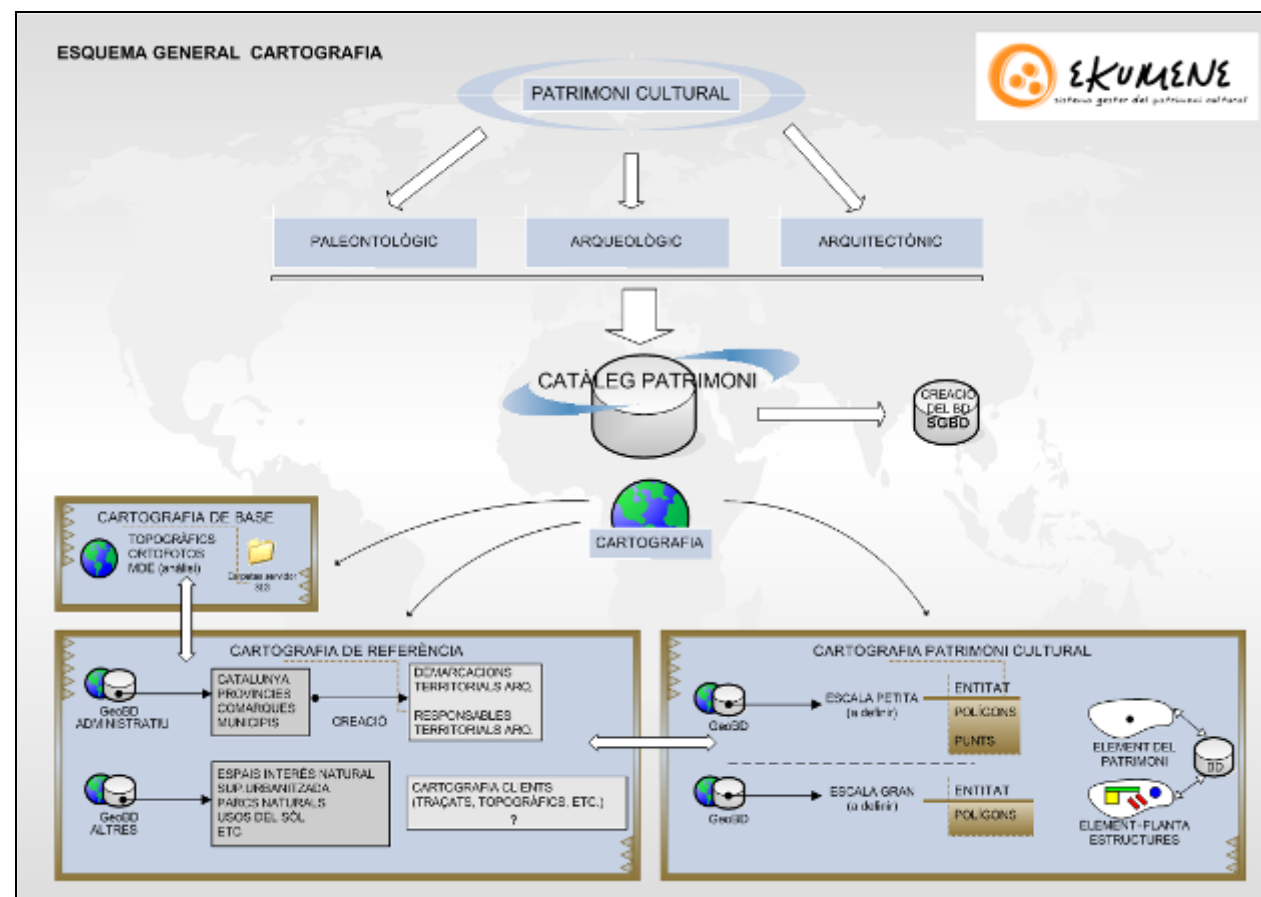 ESQUEMA GENERAL CARTOGRAFIA
EKUMENE
sistema gestor del patrimoni cultural
PATRIMONI CULTURAL
PALEONTOLÒGIC
ARQUEOLÒGIC
ARQUITECTÒNIC
CATÀLEG PATRIMONI
CREACIÓ
DEL BD
SGBD
CARTOGRAFIA
CARTOGRAFIA DE BASE
TOPOGRÀFICS
ORTOFOTOS
MDE (anàlisi)
Carpetes servidor
CARTOGRAFIA DE REFERÈNCIA
GeoBD
ADMINISTRATIU
CATALUNYA
PROVÍNCIES
COMARQUES
MUNICIPIS
CREACIÓ
DEMARCACIONS
TERRITORIALS ARQ.
RESPONSABLES
TERRITORIALS ARQ.
GeoBD
ALTRES
ESPAIS INTERÈS NATURAL
SUP.URBANITZADA
PARCS NATURALS
USOS DEL SÒL
ETC
CARTOGRAFIA CLIENTS
(TRAÇATS, TOPOGRÀFICS, ETC.)
?
CARTOGRAFIA PATRIMONI CULTURAL
GeoBD
ESCALA PETITA
(a definir)
ENTITAT
POLÍGONS
PUNTS
GeoBD
ESCALA GRAN
(a definir)
ENTITAT
POLÍGONS
ELEMENT DEL
PATRIMONI
BD
ELEMENT-PLANTA
ESTRUCTURES